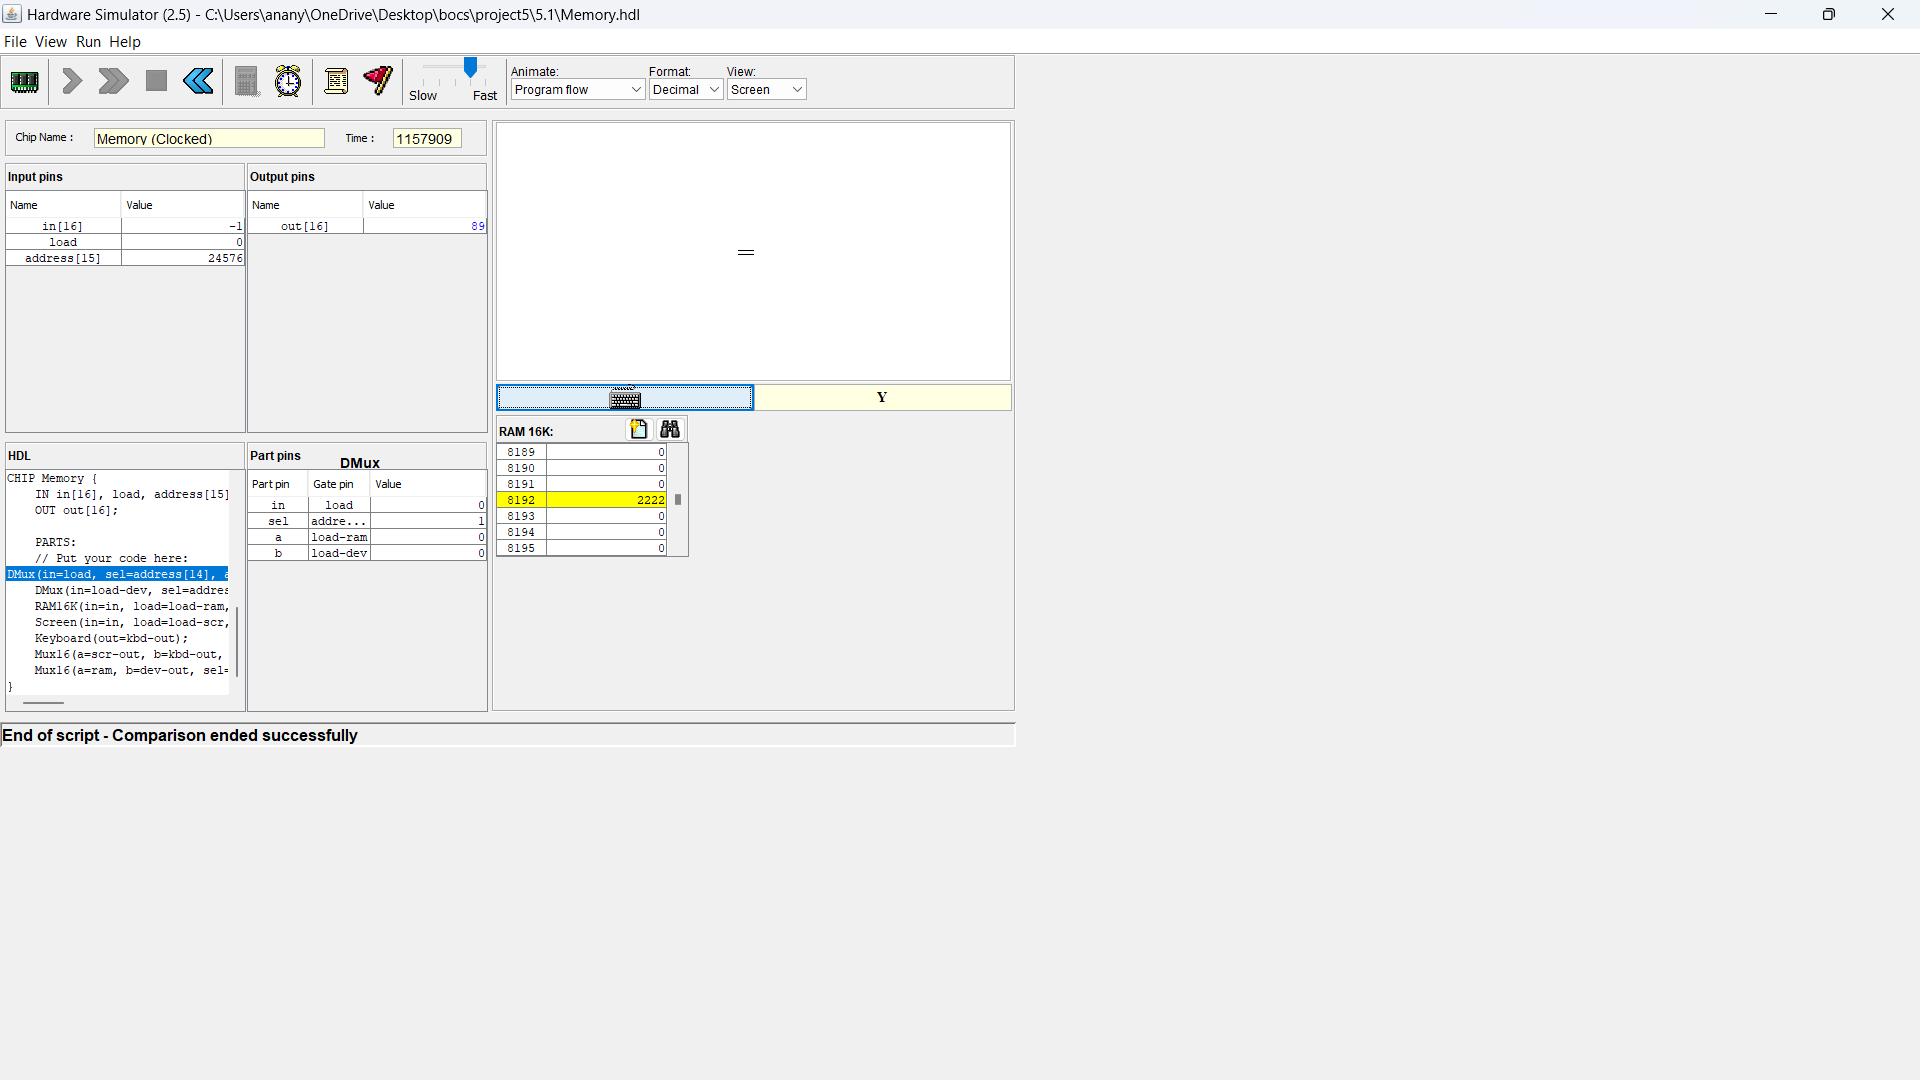 Hardware Simulator (2.5) - C:\Users\anany\OneDrive\Desktop\bocs\project5\5.1\Memory.hdl
File View Run Help
Slow Fast
Animate: Format: View:
Program flow Decimal Screen
Chip Name : Memory (Clocked) Time : 1157909
Input pins
Name Value
in[16] -1
load 0
address[15] 24576
Output pins
Name Value
out[16] 89
Y
RAM 16K:
8189 0
8190 0
8191 0
8192 2222
8193 0
8194 0
8195 0
HDL
CHIP Memory {
IN in[16], load, address[15]
OUT out[16];
PARTS:
// Put your code here:
DMux(in=load, sel=address[14],
DMux(in=load-dev, sel=addres
RAM16K(in=in, load=load-ram,
Screen(in=in, load=load-scr,
Keyboard(out=kbd-out);
Mux16(a=scr-out, b=kbd-out,
Mux16(a=ram, b=dev-out, sel=
}
Part pins DMux
Part pin Gate pin Value
in load 0
sel addre... 1
a load-ram 0
b load-dev 0
End of script - Comparison ended successfully